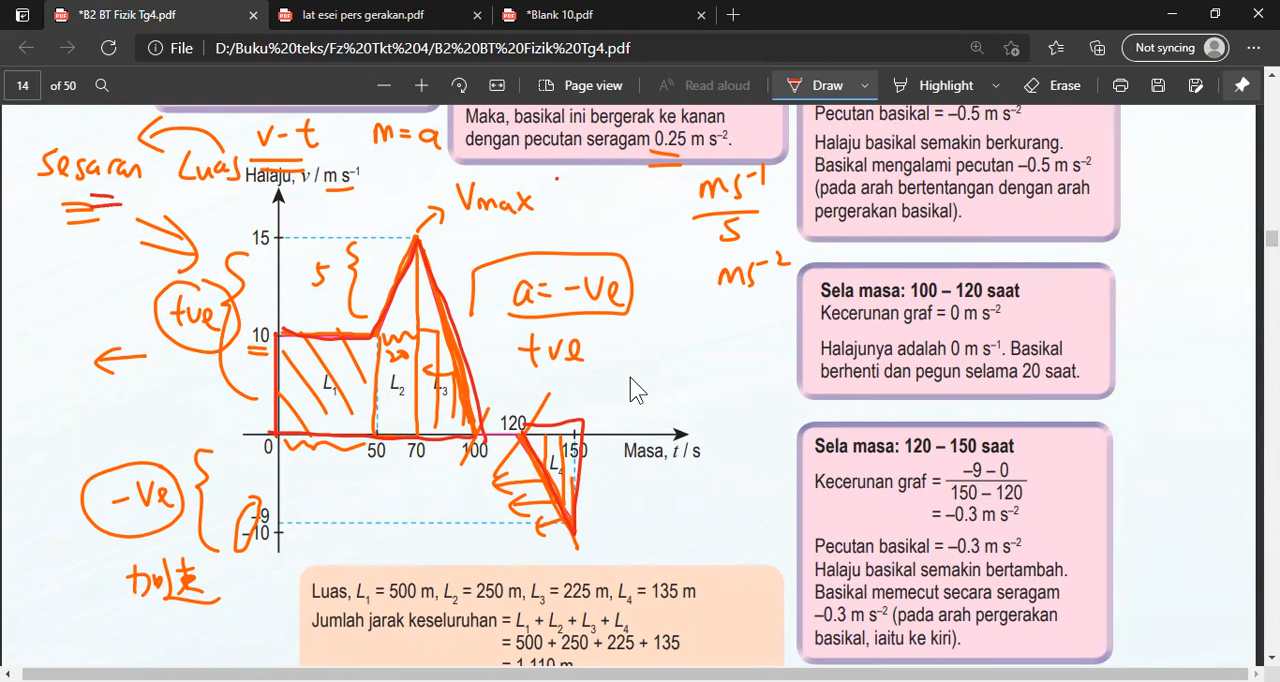 *B2 BT Fizik Tg4.pdf
lat esei pers gerakan.pdf
*Blank 10.pdf
File
D:/Buku%20teks/Fz%20Tkt%204/B2%20BT%20Fizik%20Tg4.pdf
Not syncing
14 of 50
Page view
Read aloud
Draw
Highlight
Erase
Maka, basikal ini bergerak ke kanan
dengan pecutan seragam 0.25 m s⁻².
Pecutan basikal = –0.5 m s⁻²
Halaju basikal semakin berkurang.
Basikal mengalami pecutan –0.5 m s⁻²
(pada arah bertentangan dengan arah
pergerakan basikal).
v - t
m = a
Sesaran
Luas
Halaju, v / m s⁻¹
Vmax
ms⁻¹
s
ms⁻²
15
5
a = -ve
+ve
+ve
10
20
L₁
L₂
L₃
120
0
50
70
100
150
Masa, t / s
L₄
-ve
–9
–10
加速
Sela masa: 100 – 120 saat
Kecerunan graf = 0 m s⁻²
Halajunya adalah 0 m s⁻¹. Basikal
berhenti dan pegun selama 20 saat.
Sela masa: 120 – 150 saat
Kecerunan graf = –9 – 0
150 – 120
= –0.3 m s⁻²
Pecutan basikal = –0.3 m s⁻²
Halaju basikal semakin bertambah.
Basikal memecut secara seragam
–0.3 m s⁻² (pada arah pergerakan
basikal, iaitu ke kiri).
Luas, L₁ = 500 m, L₂ = 250 m, L₃ = 225 m, L₄ = 135 m
Jumlah jarak keseluruhan = L₁ + L₂ + L₃ + L₄
= 500 + 250 + 225 + 135
= 1 110 m